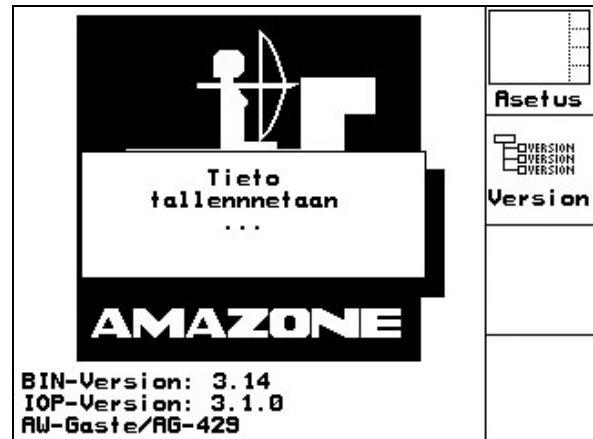 Tieto
tallennnetaan
...
AMAZONE
BIN-Version: 3.14
IOP-Version: 3.1.0
AW-Gaste/AG-429
Asetus
VERSION
VERSION
VERSION
Version